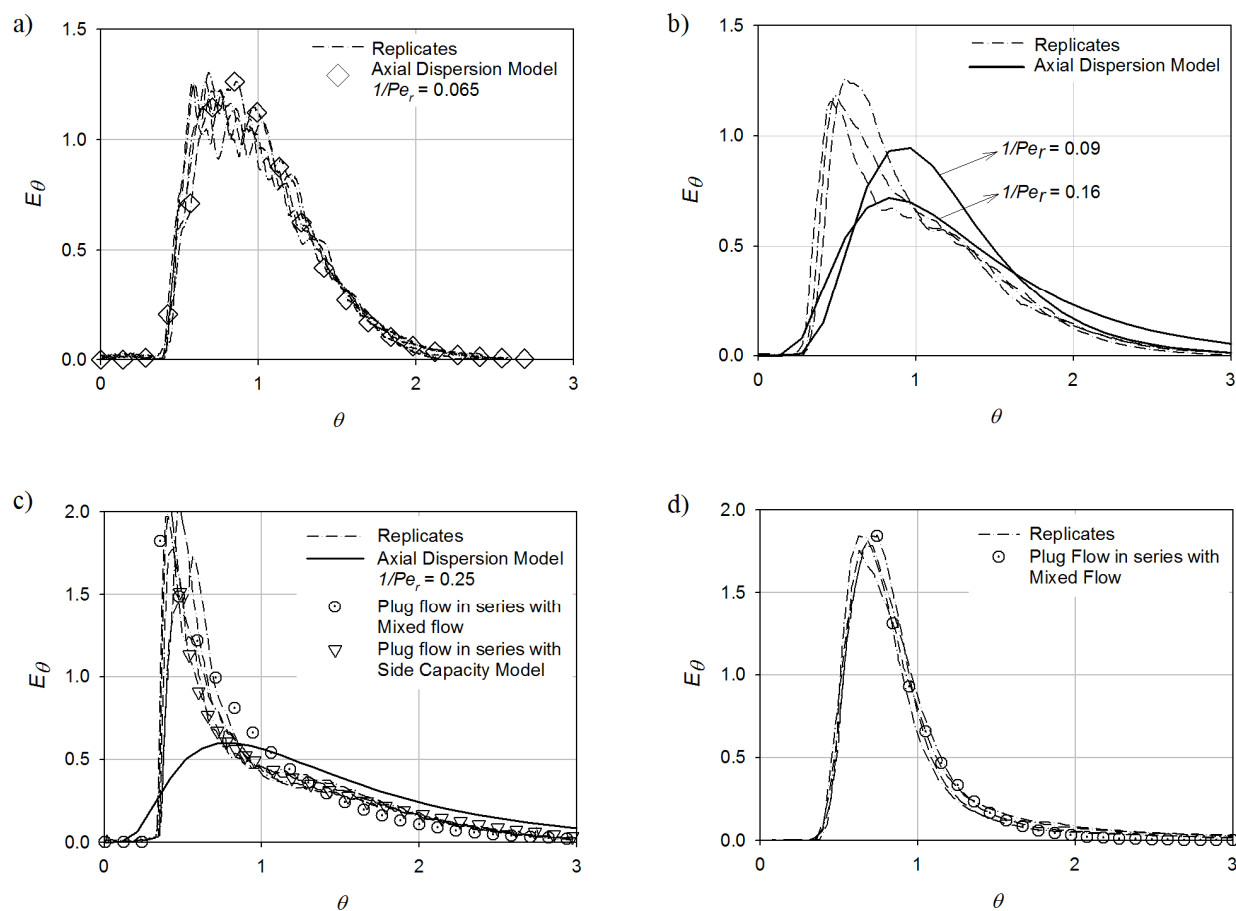 a)
1.5
1.0
0.5
0.0
0
1
2
3
Eθ
θ
Replicates
Axial Dispersion Model
1/Per = 0.065
b)
1.5
1.0
0.5
0.0
0
1
2
3
Eθ
θ
Replicates
Axial Dispersion Model
1/Per = 0.09
1/Per = 0.16
c)
2.0
1.5
1.0
0.5
0.0
0
1
2
3
Eθ
θ
Replicates
Axial Dispersion Model
1/Per = 0.25
Plug flow in series with
Mixed flow
Plug flow in series with
Side Capacity Model
d)
2.0
1.5
1.0
0.5
0.0
0
1
2
3
Eθ
θ
Replicates
Plug Flow in series with
Mixed Flow